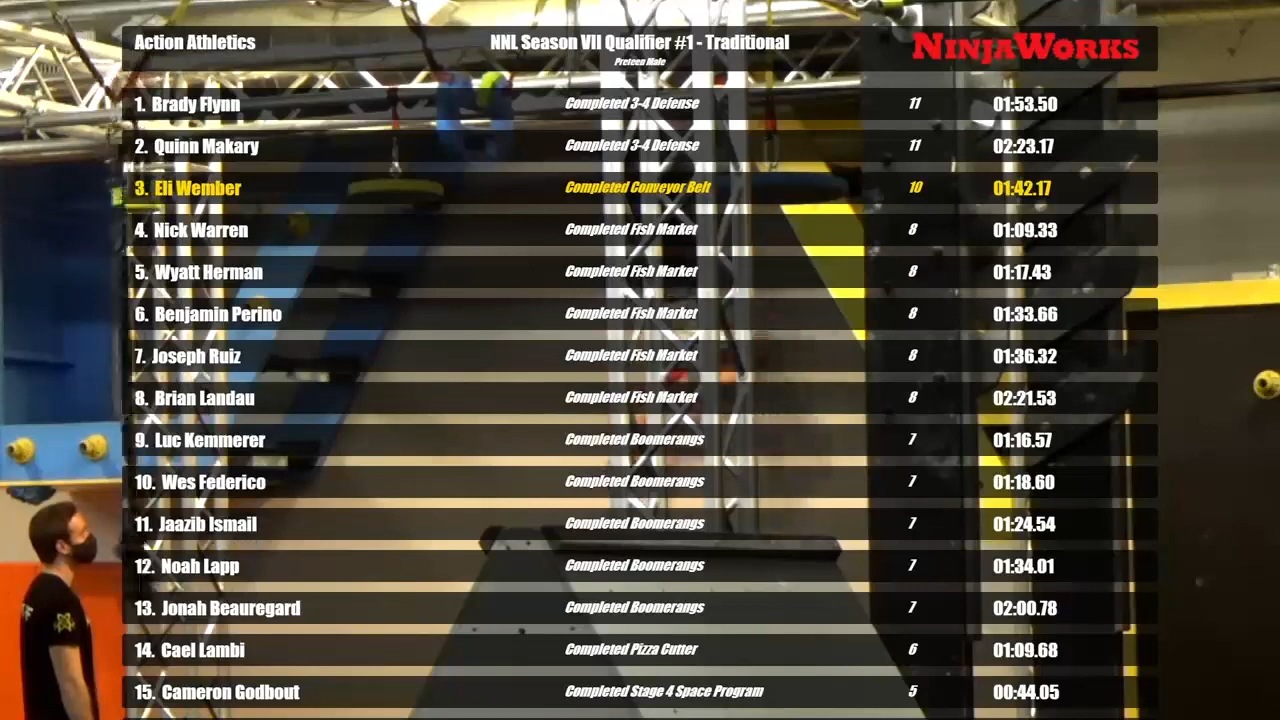 Action Athletics
NNL Season VII Qualifier #1 - Traditional
NinjaWorks
Preteen Male
1. Brady Flynn Completed 3-4 Defense 11 01:53.50
2. Quinn Makary Completed 3-4 Defense 11 02:23.17
3. Eli Wember Completed Conveyor Belt 10 01:42.17
4. Nick Warren Completed Fish Market 8 01:09.33
5. Wyatt Herman Completed Fish Market 8 01:17.43
6. Benjamin Perino Completed Fish Market 8 01:33.66
7. Joseph Ruiz Completed Fish Market 8 01:36.32
8. Brian Landau Completed Fish Market 8 02:21.53
9. Luc Kemmerer Completed Boomerangs 7 01:16.57
10. Wes Federico Completed Boomerangs 7 01:18.60
11. Jaazib Ismail Completed Boomerangs 7 01:24.54
12. Noah Lapp Completed Boomerangs 7 01:34.01
13. Jonah Beauregard Completed Boomerangs 7 02:00.78
14. Cael Lambi Completed Pizza Cutter 6 01:09.68
15. Cameron Godbout Completed Stage 4 Space Program 5 00:44.05